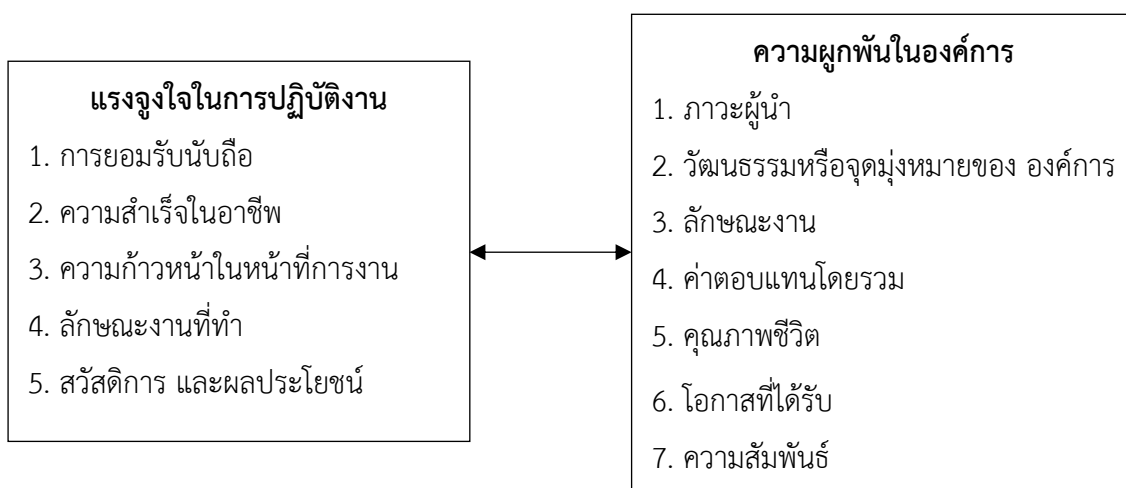 แรงจูงใจในการปฏิบัติงาน
1. การยอมรับนับถือ
2. ความสำเร็จในอาชีพ
3. ความก้าวหน้าในหน้าที่การงาน
4. ลักษณะงานที่ทำ
5. สวัสดิการ และผลประโยชน์
ความผูกพันในองค์การ
1. ภาวะผู้นำ
2. วัฒนธรรมหรือจุดมุ่งหมายของ องค์การ
3. ลักษณะงาน
4. ค่าตอบแทนโดยรวม
5. คุณภาพชีวิต
6. โอกาสที่ได้รับ
7. ความสัมพันธ์